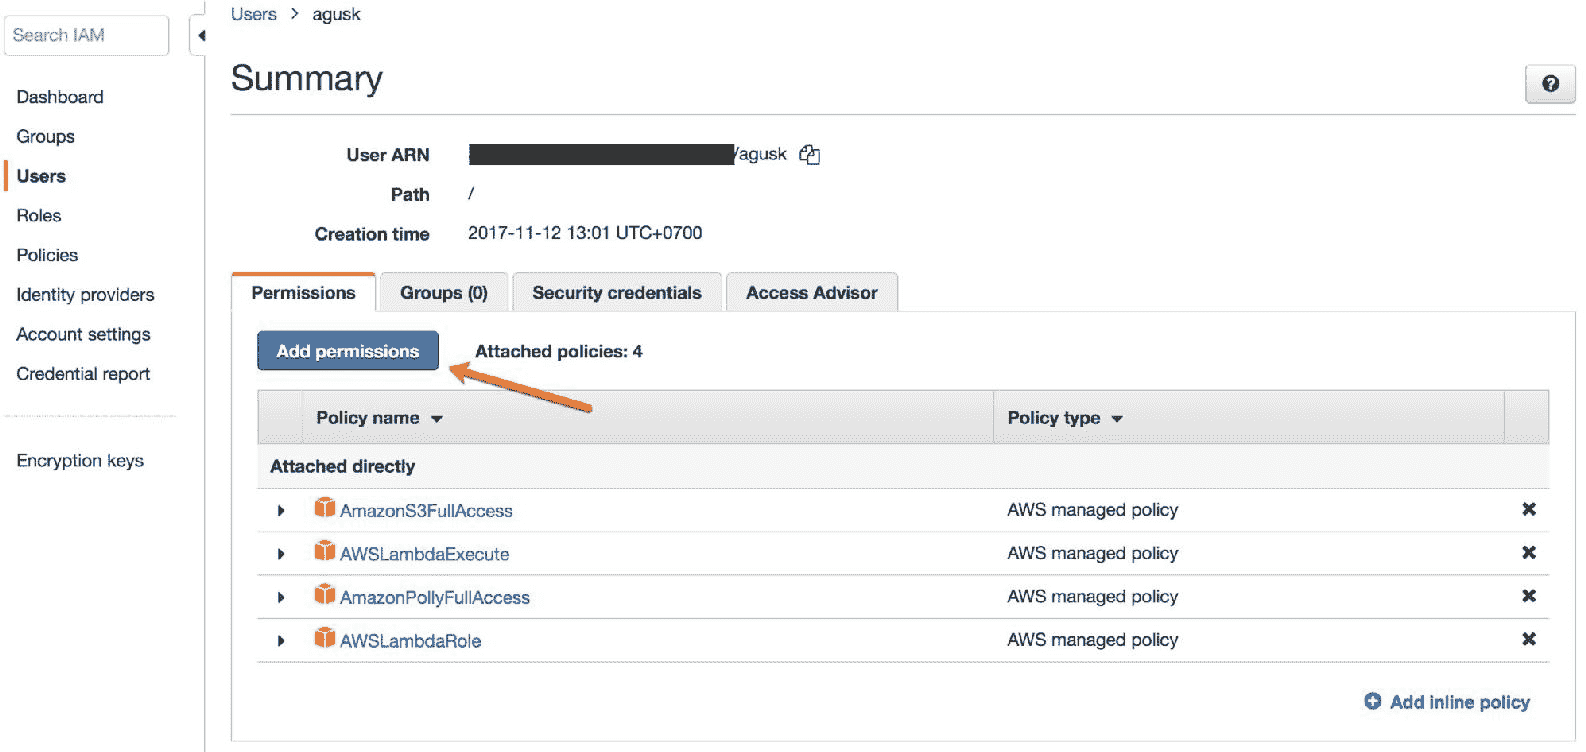 Users > agusk
Search IAM
Summary
Dashboard
Groups
Users
Roles
Policies
Identity providers
Account settings
Credential report
Encryption keys
User ARN /agusk
Path /
Creation time 2017-11-12 13:01 UTC+0700
Permissions Groups (0) Security credentials Access Advisor
Add permissions Attached policies: 4
Policy name Policy type
Attached directly
AmazonS3FullAccess AWS managed policy
AWSLambdaExecute AWS managed policy
AmazonPollyFullAccess AWS managed policy
AWSLambdaRole AWS managed policy
Add inline policy